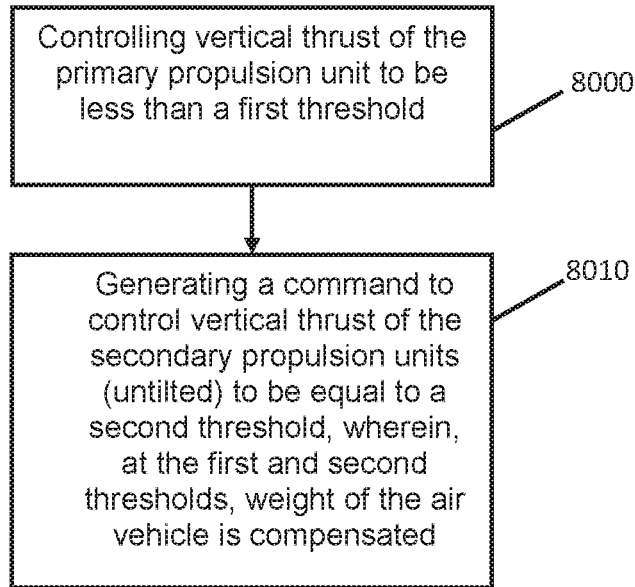 Controlling vertical thrust of the
primary propulsion unit to be
less than a first threshold
8000
Generating a command to
control vertical thrust of the
secondary propulsion units
(untilted) to be equal to a
second threshold, wherein,
at the first and second
thresholds, weight of the air
vehicle is compensated
8010